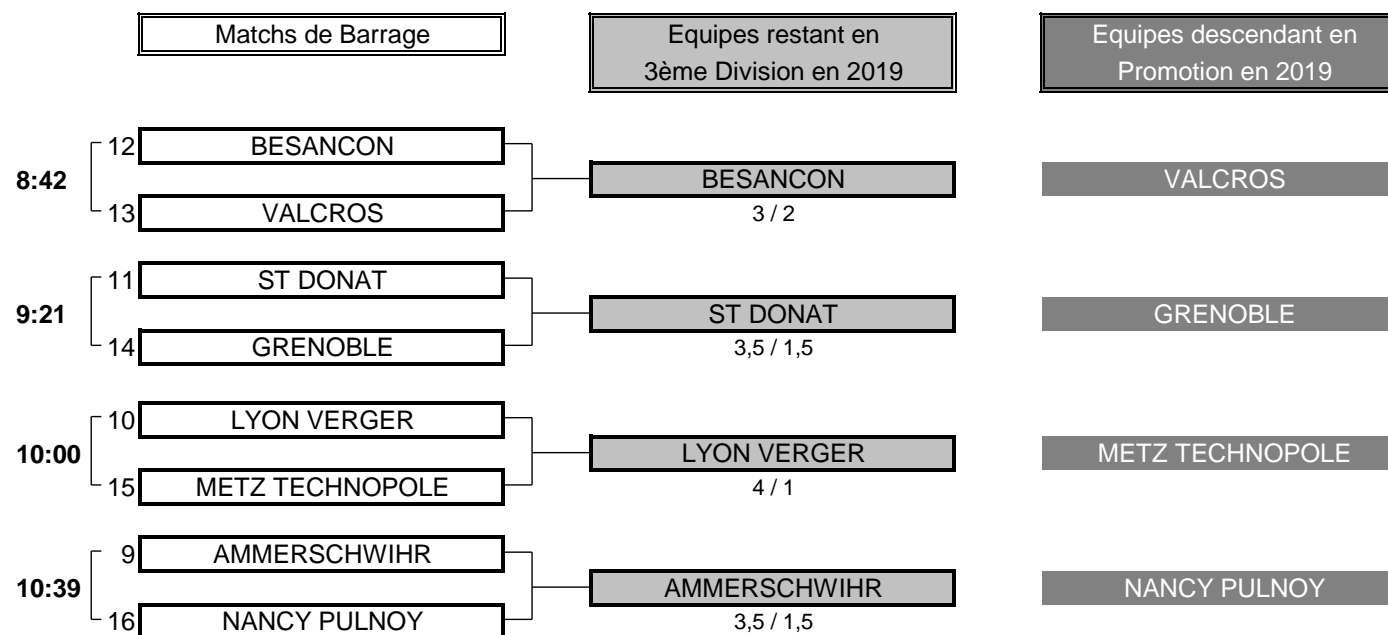 Matchs de Barrage
Equipes restant en
3ème Division en 2019
Equipes descendant en
Promotion en 2019
12 BESANCON
8:42 BESANCON VALCROS
13 VALCROS 3 / 2
11 ST DONAT
9:21 ST DONAT GRENOBLE
14 GRENOBLE 3,5 / 1,5
10 LYON VERGER
10:00 LYON VERGER METZ TECHNOPOLE
15 METZ TECHNOPOLE 4 / 1
9 AMMERSCHWIHR
10:39 AMMERSCHWIHR NANCY PULNOY
16 NANCY PULNOY 3,5 / 1,5